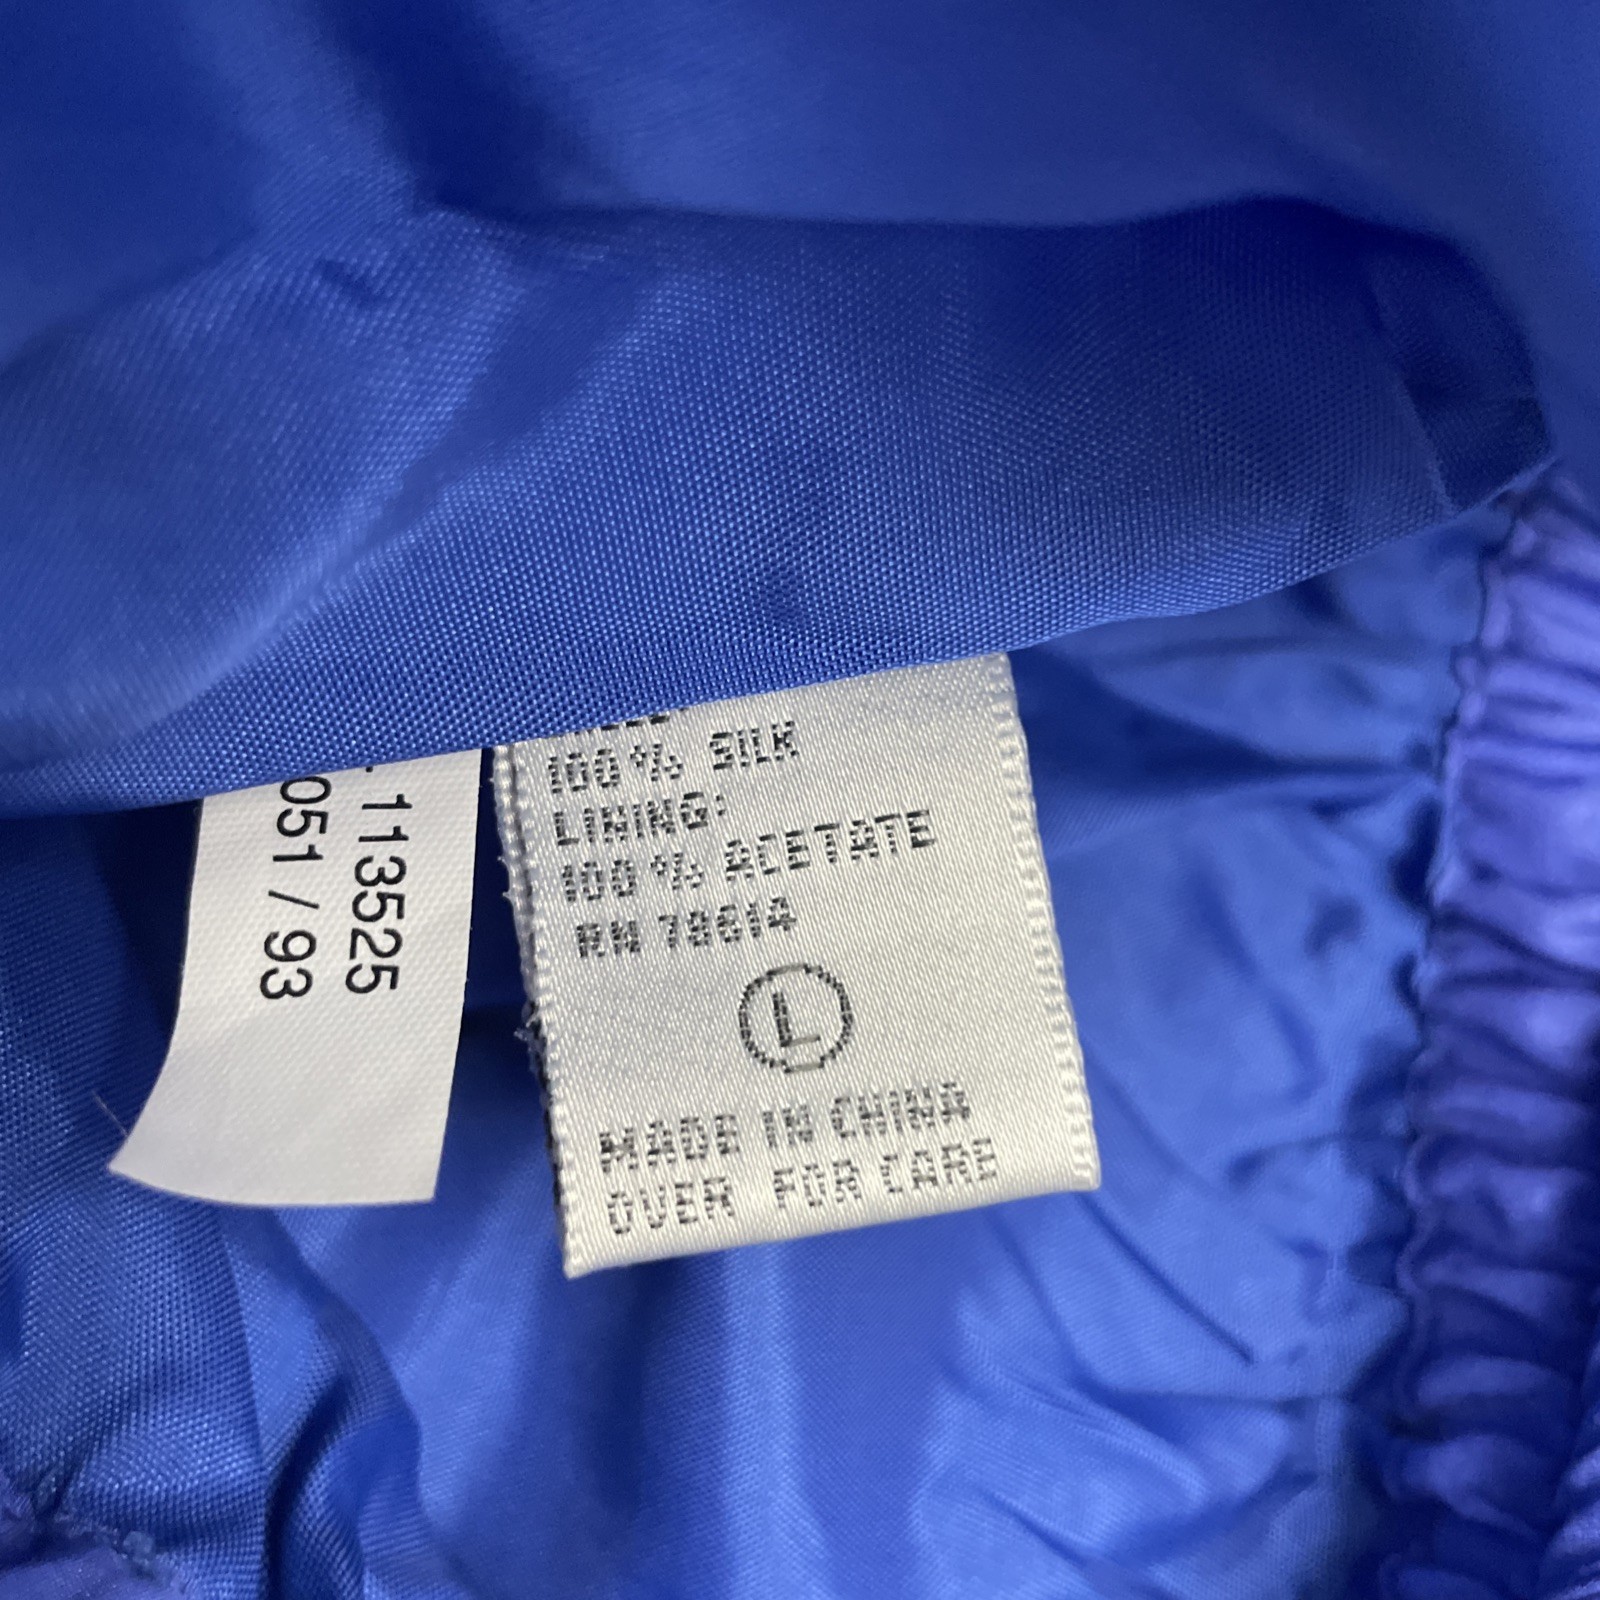 113525
051 / 93
100% SILK
LINING:
100% ACETATE
RN 78614
L
MADE IN CHINA
OVER FOR CARE